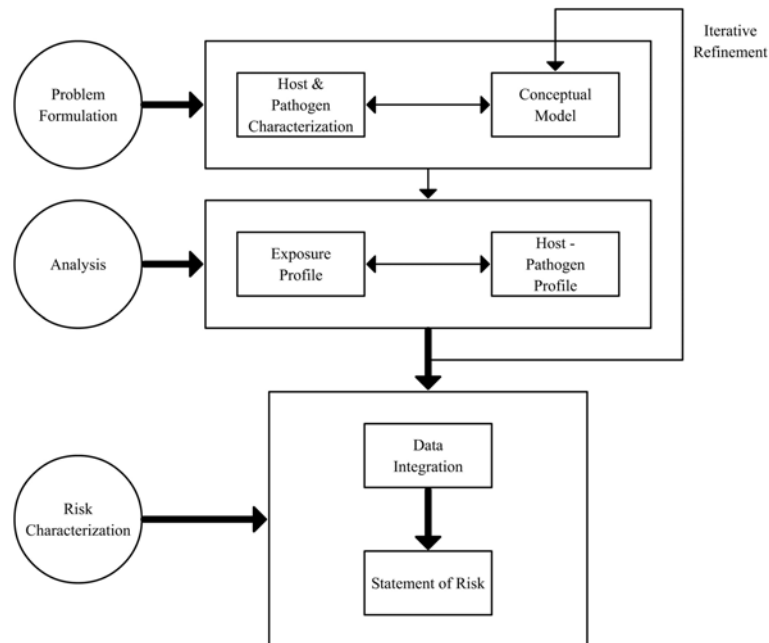 Iterative
Refinement
Problem
Formulation
Host &
Pathogen
Characterization
Conceptual
Model
Analysis
Exposure
Profile
Host -
Pathogen
Profile
Risk
Characterization
Data
Integration
Statement of Risk